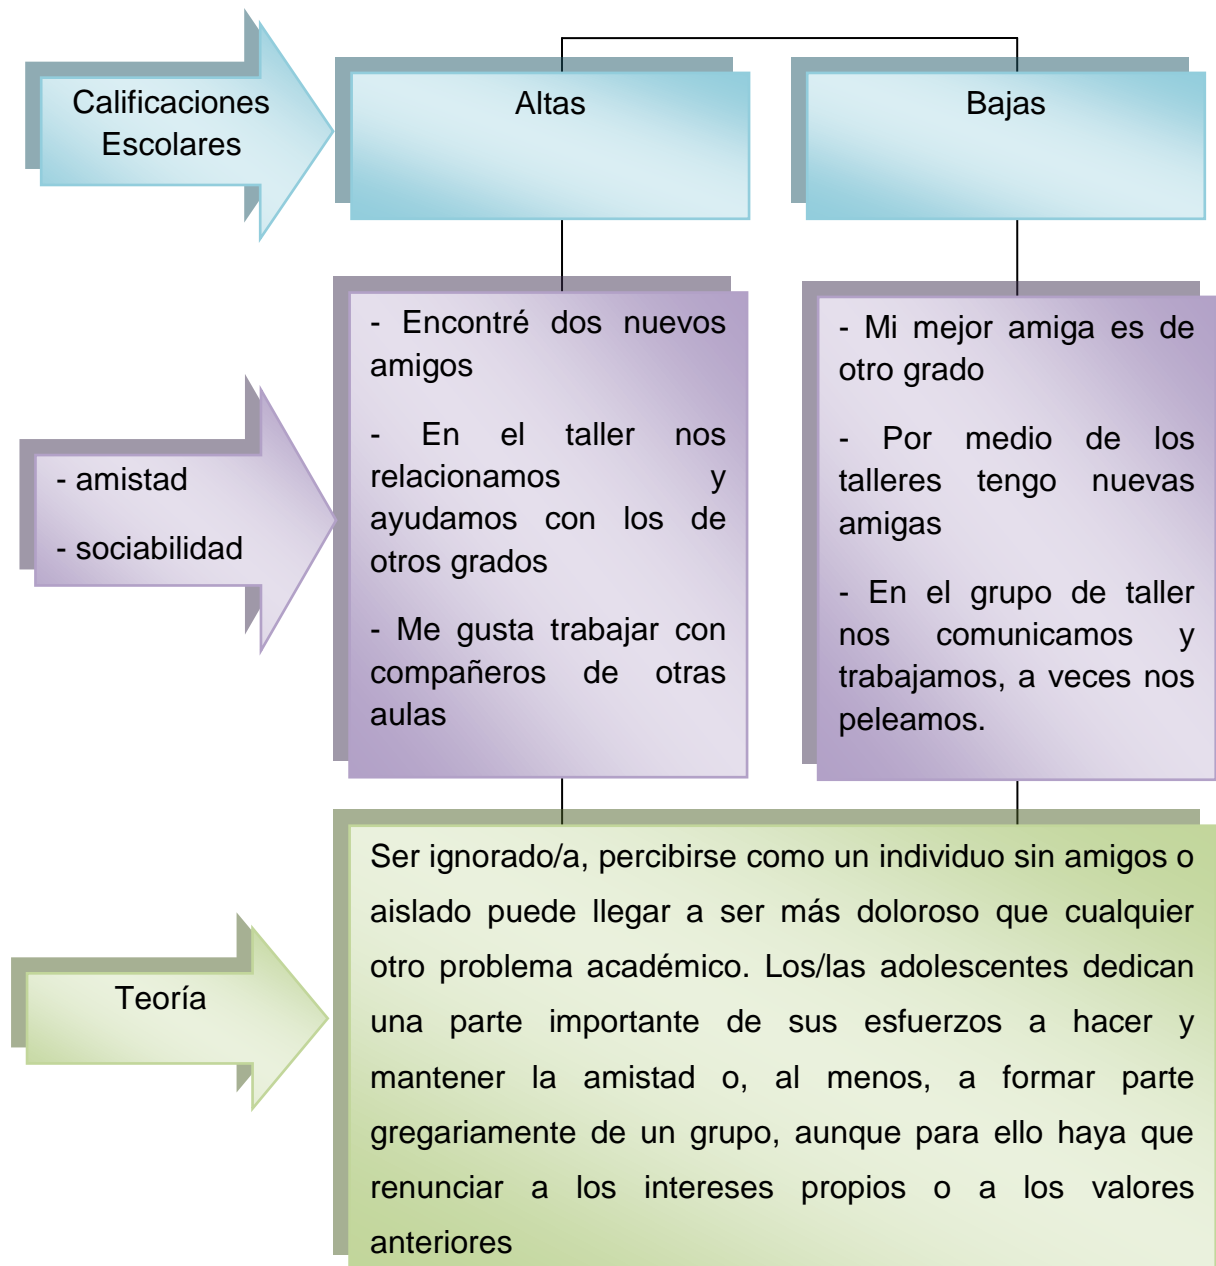 Calificaciones
Escolares
Altas
Bajas
- amistad
- sociabilidad
- Encontré dos nuevos
amigos
- En el taller nos
relacionamos y
ayudamos con los de
otros grados
- Me gusta trabajar con
compañeros de otras
aulas
- Mi mejor amiga es de
otro grado
- Por medio de los
talleres tengo nuevas
amigas
- En el grupo de taller
nos comunicamos y
trabajamos, a veces nos
peleamos.
Teoría
Ser ignorado/a, percibirse como un individuo sin amigos o
aislado puede llegar a ser más doloroso que cualquier
otro problema académico. Los/las adolescentes dedican
una parte importante de sus esfuerzos a hacer y
mantener la amistad o, al menos, a formar parte
gregariamente de un grupo, aunque para ello haya que
renunciar a los intereses propios o a los valores
anteriores